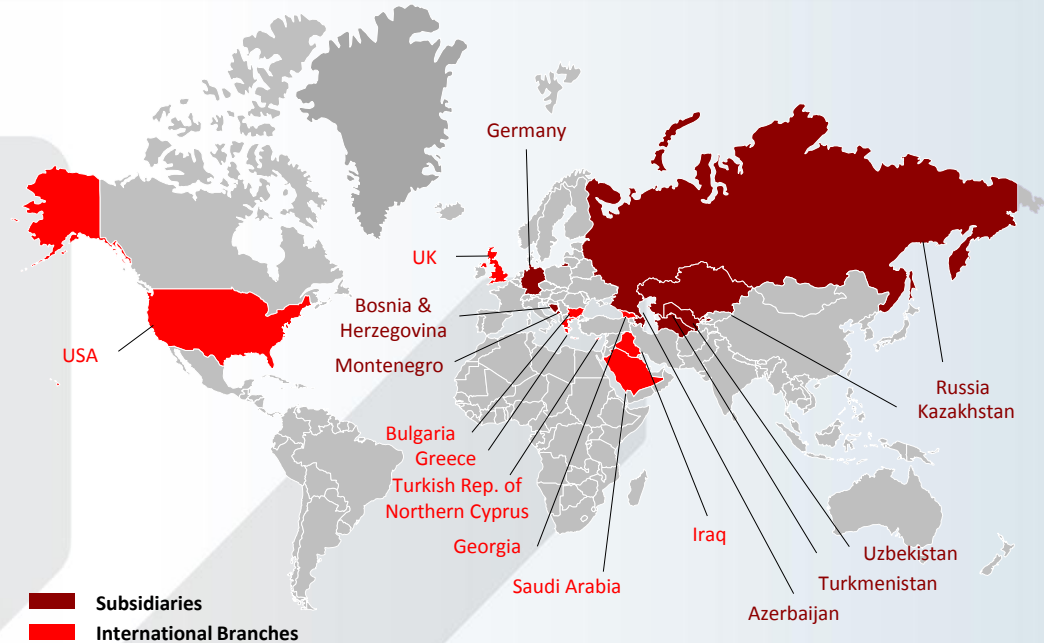 Germany
UK
Bosnia &
Herzegovina
USA
Montenegro
Russia
Kazakhstan
Bulgaria
Greece
Turkish Rep. of
Northern Cyprus
Iraq
Georgia
Uzbekistan
Saudi Arabia
Turkmenistan
Azerbaijan
Subsidiaries
International Branches